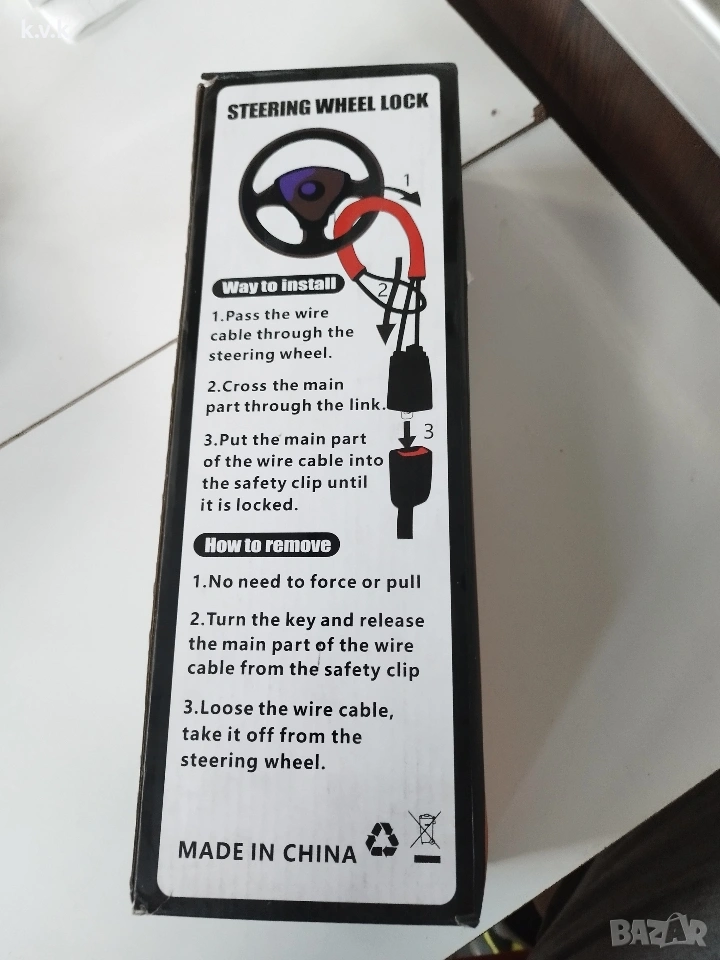 k.v.k
STEERING WHEEL LOCK
1
Way to install
2
1.Pass the wire
cable through the
steering wheel.
2.Cross the main
part through the link.
3
3.Put the main part
of the wire cable into
the safety clip until
it is locked.
How to remove
1.No need to force or pull
2.Turn the key and release
the main part of the wire
cable from the safety clip
3.Loose the wire cable,
take it off from the
steering wheel.
MADE IN CHINA
BAZAR